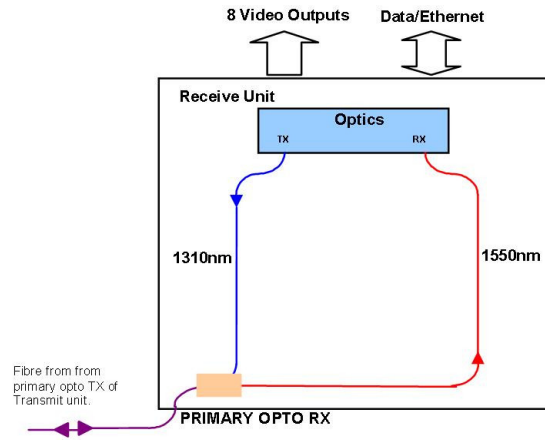 8 Video Outputs
Data/Ethernet
Receive Unit
Optics
TX
RX
1310nm
1550nm
Fibre from from
primary opto TX of
Transmit unit.
PRIMARY OPTO RX